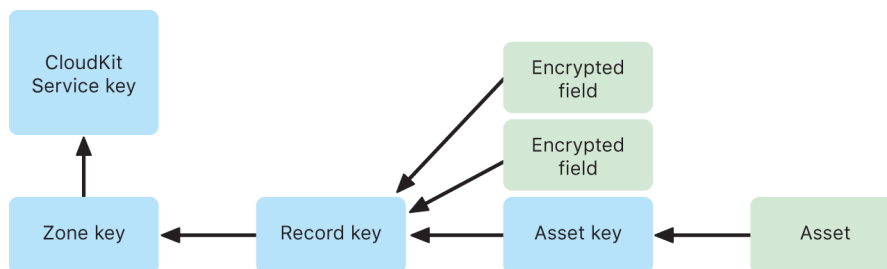 CloudKit
Service key
Encrypted
field
Encrypted
field
Zone key
Record key
Asset key
Asset